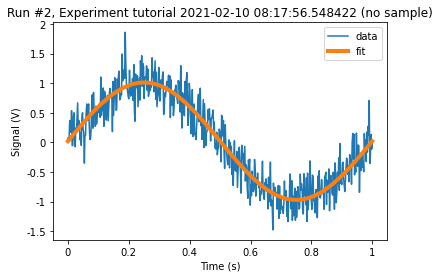 Run #2, Experiment tutorial 2021-02-10 08:17:56.548422 (no sample)
data
fit
Signal (V)
2
1.5
1
0.5
0
-0.5
-1
-1.5
0
0.2
0.4
0.6
0.8
1
Time (s)